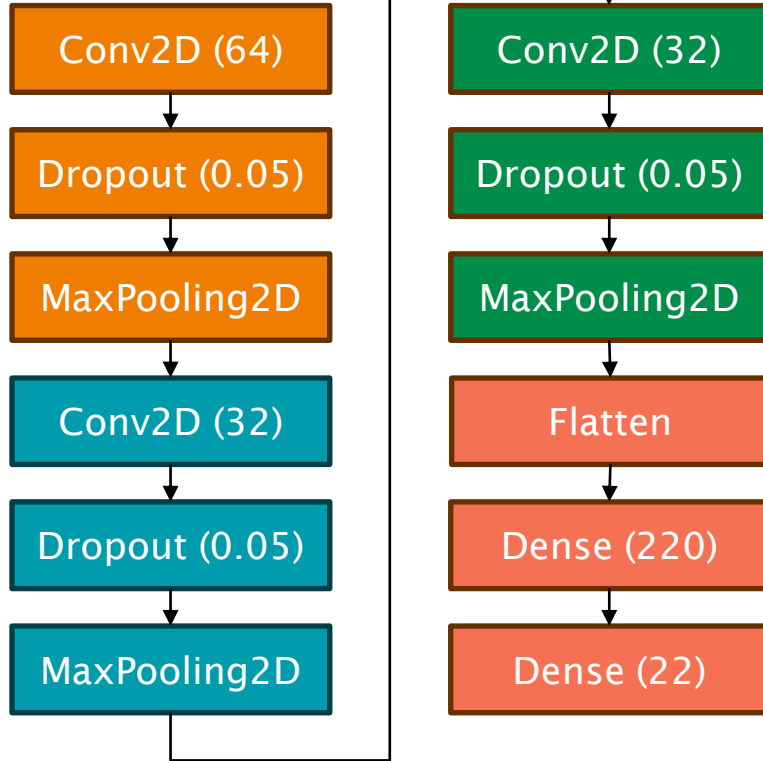 Conv2D (64)
Dropout (0.05)
MaxPooling2D
Conv2D (32)
Dropout (0.05)
MaxPooling2D
Conv2D (32)
Dropout (0.05)
MaxPooling2D
Flatten
Dense (220)
Dense (22)